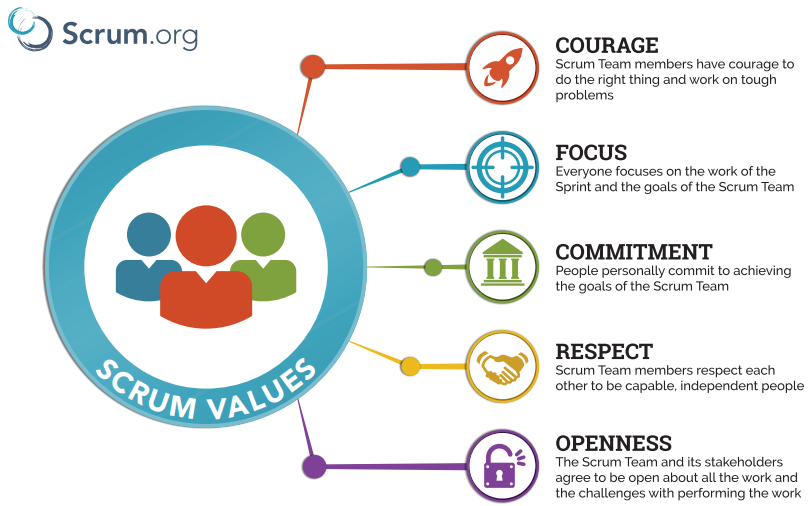 Scrum.org
COURAGE
Scrum Team members have courage to
do the right thing and work on tough
problems
FOCUS
Everyone focuses on the work of the
Sprint and the goals of the Scrum Team
COMMITMENT
People personally commit to achieving
the goals of the Scrum Team
RESPECT
Scrum Team members respect each
other to be capable, independent people
OPENNESS
The Scrum Team and its stakeholders
agree to be open about all the work and
the challenges with performing the work
SCRUM VALUES